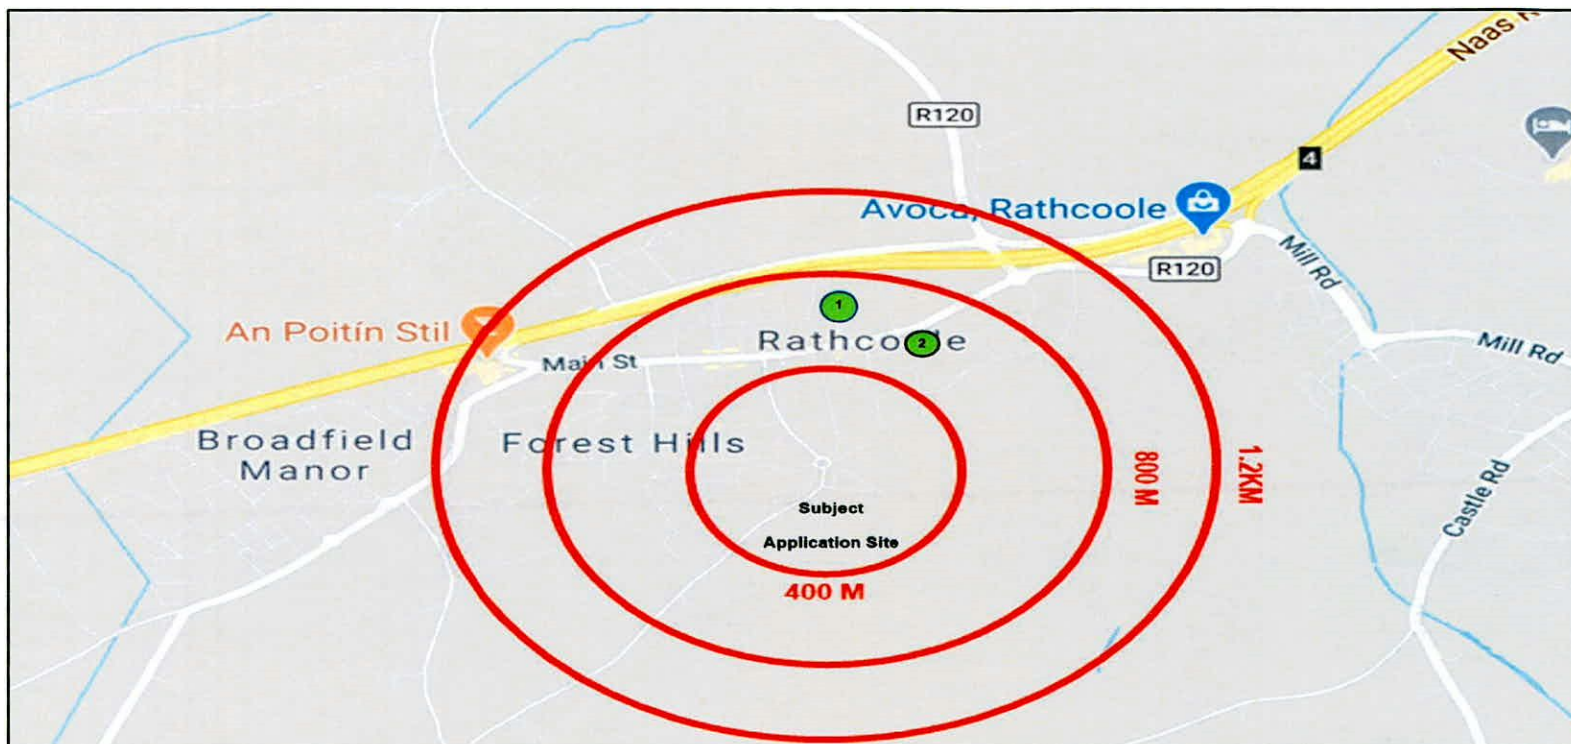 Naas R
R120
4
Avoca, Rathcoole
R120
Mill Rd
1
An Poitín Stil
Rathcoole
2
Mill Rd
Main St
Broadfield
Manor
Forest Hills
800 M
1.2KM
Castle Rd
Subject
Application Site
400 M